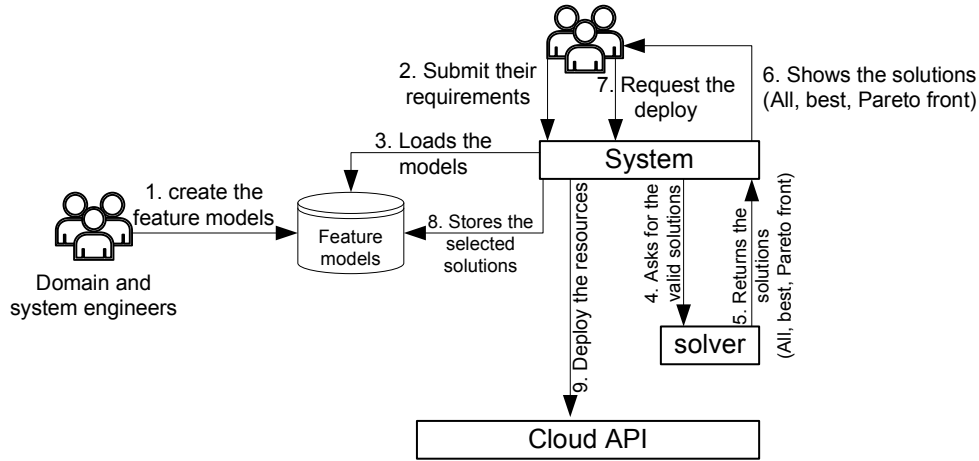 2. Submit their
requirements
7. Request the
deploy
6. Shows the solutions
(All, best, Pareto front)
3. Loads the
models
System
1. create the
feature models
Feature
models
8. Stores the
selected
solutions
Domain and
system engineers
9. Deploy the resources
4. Asks for the
valid solutions
5. Returns the
solutions
(All, best, Pareto front)
solver
Cloud API